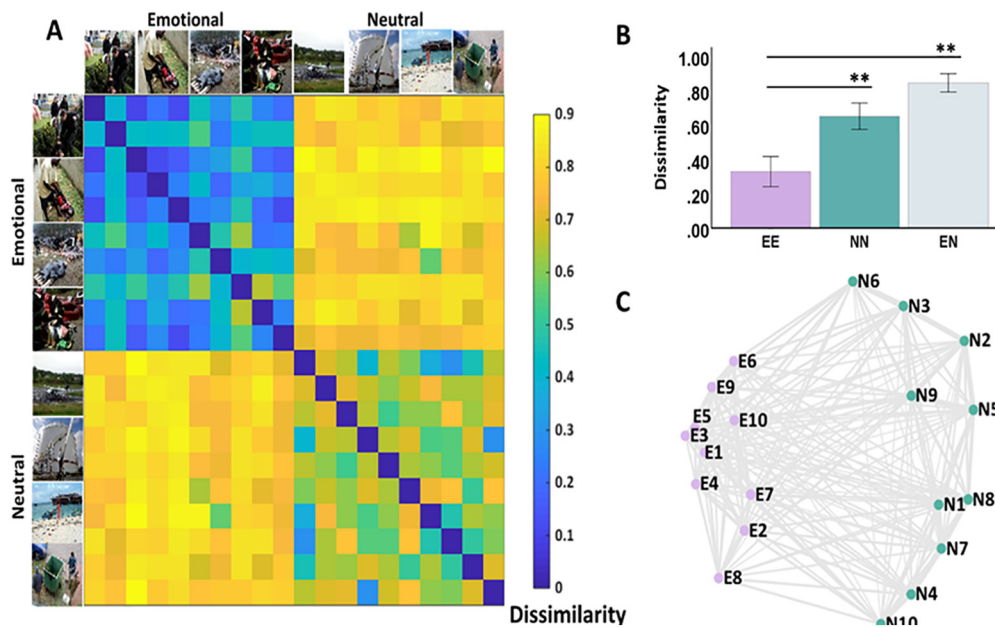 A
Emotional
Neutral
Emotional
Neutral
0.9
0.8
0.7
0.6
0.5
0.4
0.3
0.2
0.1
0
Dissimilarity
B
Dissimilarity
1.00
.80
.60
.40
.20
.00
**
**
EE
NN
EN
C
N6
N3
N2
E6
E9
N9
N5
E5
E10
E3
E1
E4
E7
N1
N8
E2
N7
E8
N4
N10